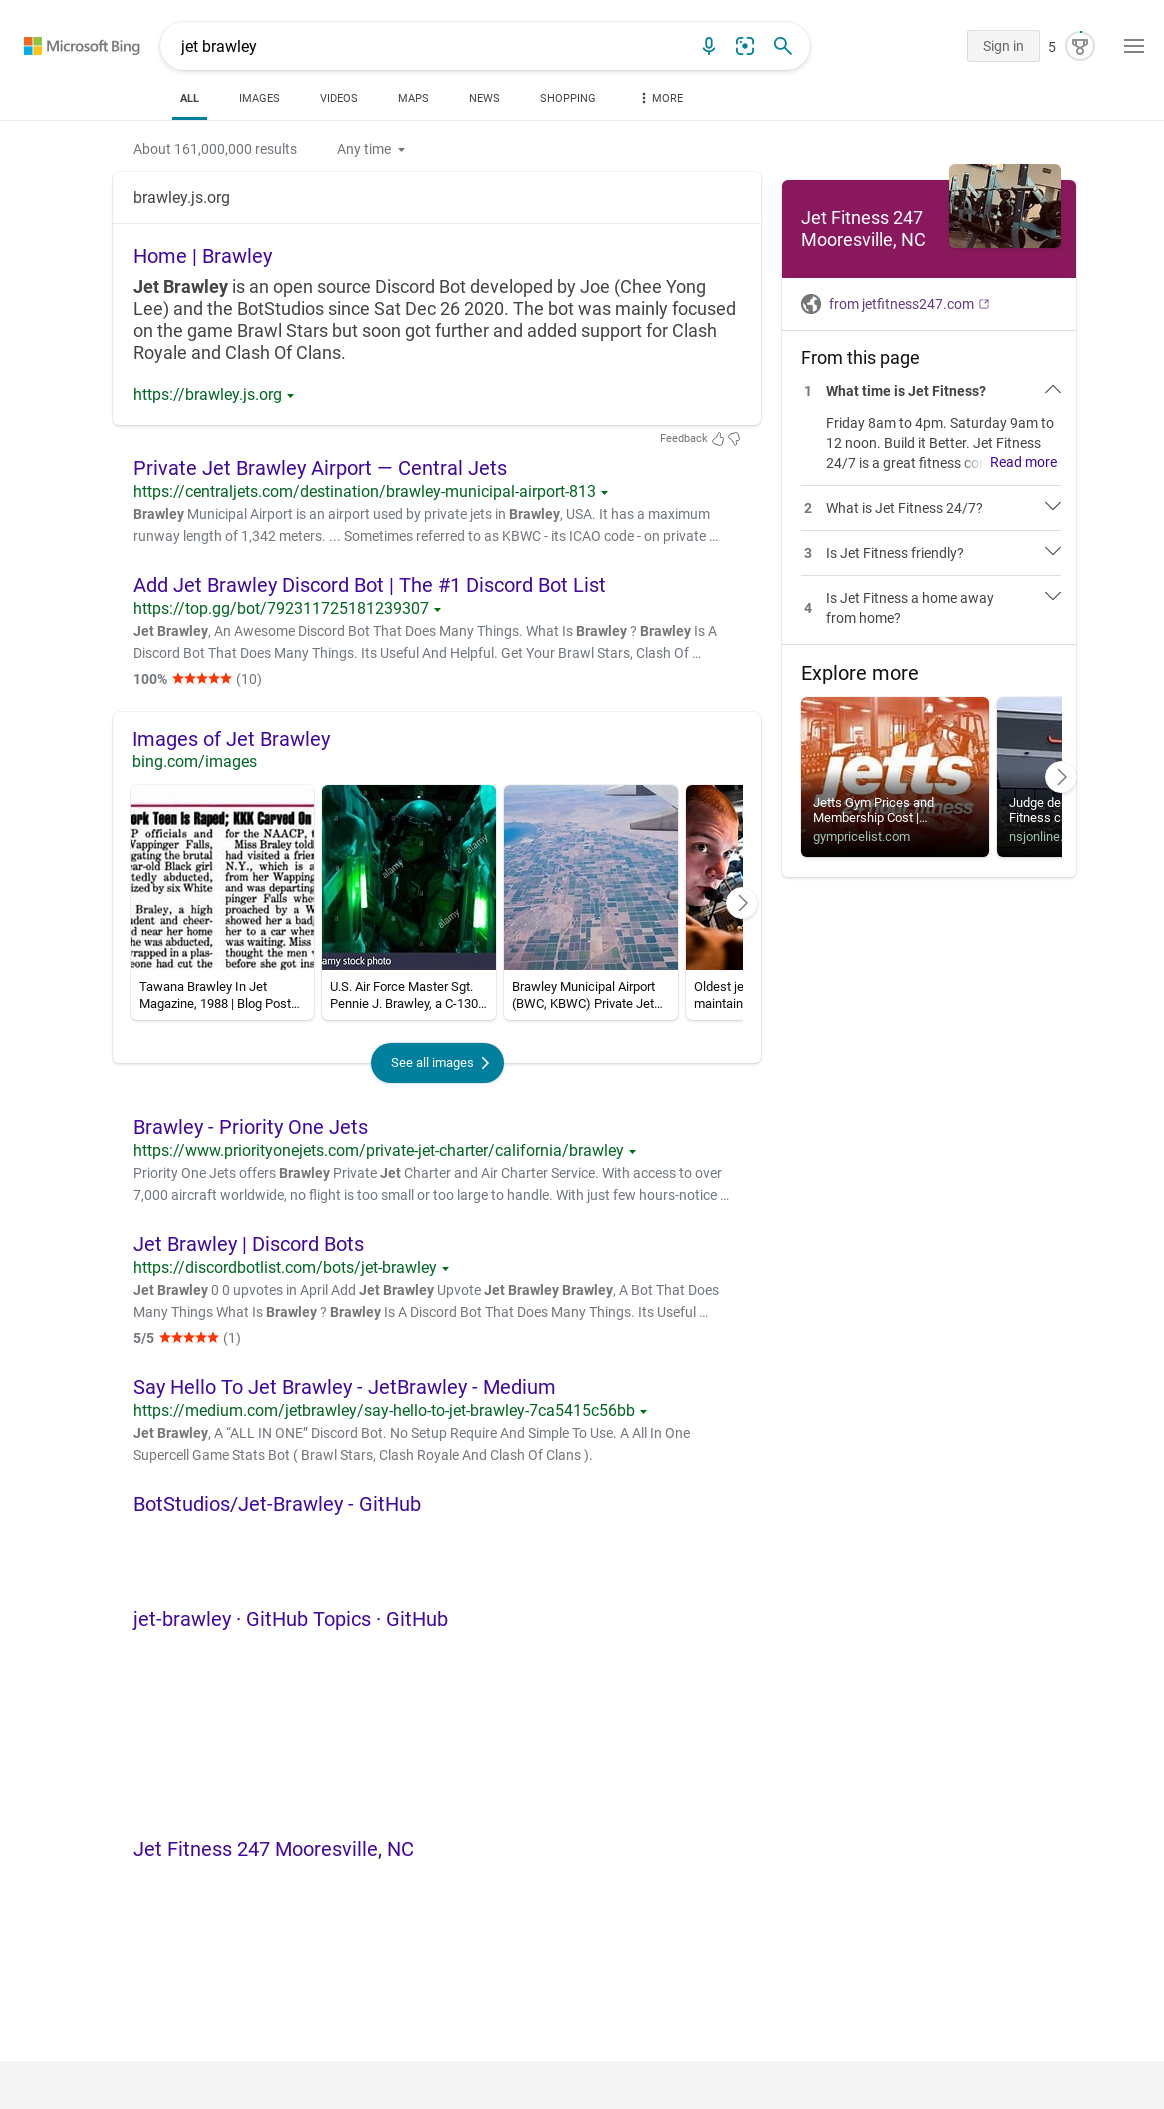 Microsoft Bing
jet brawley
Sign in
5
ALL
IMAGES
VIDEOS
MAPS
NEWS
SHOPPING
MORE
About 161,000,000 results
Any time
brawley.js.org
Home | Brawley
Jet Brawley is an open source Discord Bot developed by Joe (Chee Yong
Lee) and the BotStudios since Sat Dec 26 2020. The bot was mainly focused
on the game Brawl Stars but soon got further and added support for Clash
Royale and Clash Of Clans.
https://brawley.js.org
Feedback
Private Jet Brawley Airport — Central Jets
https://centraljets.com/destination/brawley-municipal-airport-813
Brawley Municipal Airport is an airport used by private jets in Brawley, USA. It has a maximum
runway length of 1,342 meters. ... Sometimes referred to as KBWC - its ICAO code - on private ...
Add Jet Brawley Discord Bot | The #1 Discord Bot List
https://top.gg/bot/792311725181239307
Jet Brawley, An Awesome Discord Bot That Does Many Things. What Is Brawley ? Brawley Is A
Discord Bot That Does Many Things. Its Useful And Helpful. Get Your Brawl Stars, Clash Of ...
100%
(10)
Images of Jet Brawley
bing.com/images
ork Teen Is Raped; KKK Carved On
P officials and
Wappinger Falls,
gating the brutal
ear-old Black girl
tedly abducted,
ized by six White
Braley, a high
dent and cheer-
d near her home
he was abducted,
wrapped in a plas-
eone had cut the
for the NAACP, t
Miss Braley told
had visited a frien
N.Y., which is a
from her Wapping
and was departing
pinger Falls whe
proached by a W
showed her a bad
her to a car wher
was waiting. Miss
thought the men w
before she got ins
Tawana Brawley In Jet
Magazine, 1988 | Blog Post...
alamy
alamy
amy stock photo
U.S. Air Force Master Sgt.
Pennie J. Brawley, a C-130...
Brawley Municipal Airport
(BWC, KBWC) Private Jet...
Oldest je
maintain
See all images
Brawley - Priority One Jets
https://www.priorityonejets.com/private-jet-charter/california/brawley
Priority One Jets offers Brawley Private Jet Charter and Air Charter Service. With access to over
7,000 aircraft worldwide, no flight is too small or too large to handle. With just few hours-notice ...
Jet Brawley | Discord Bots
https://discordbotlist.com/bots/jet-brawley
Jet Brawley 0 0 upvotes in April Add Jet Brawley Upvote Jet Brawley Brawley, A Bot That Does
Many Things What Is Brawley ? Brawley Is A Discord Bot That Does Many Things. Its Useful ...
5/5
(1)
Say Hello To Jet Brawley - JetBrawley - Medium
https://medium.com/jetbrawley/say-hello-to-jet-brawley-7ca5415c56bb
Jet Brawley, A “ALL IN ONE” Discord Bot. No Setup Require And Simple To Use. A All In One
Supercell Game Stats Bot ( Brawl Stars, Clash Royale And Clash Of Clans ).
BotStudios/Jet-Brawley - GitHub
jet-brawley · GitHub Topics · GitHub
Jet Fitness 247 Mooresville, NC
Jet Fitness 247
Mooresville, NC
from jetfitness247.com
From this page
1 What time is Jet Fitness?
Friday 8am to 4pm. Saturday 9am to
12 noon. Build it Better. Jet Fitness
24/7 is a great fitness co Read more
2 What is Jet Fitness 24/7?
3 Is Jet Fitness friendly?
4 Is Jet Fitness a home away
from home?
Explore more
jetts
fitness
Jetts Gym Prices and
Membership Cost |...
gympricelist.com
Judge de
Fitness c
nsjonline.